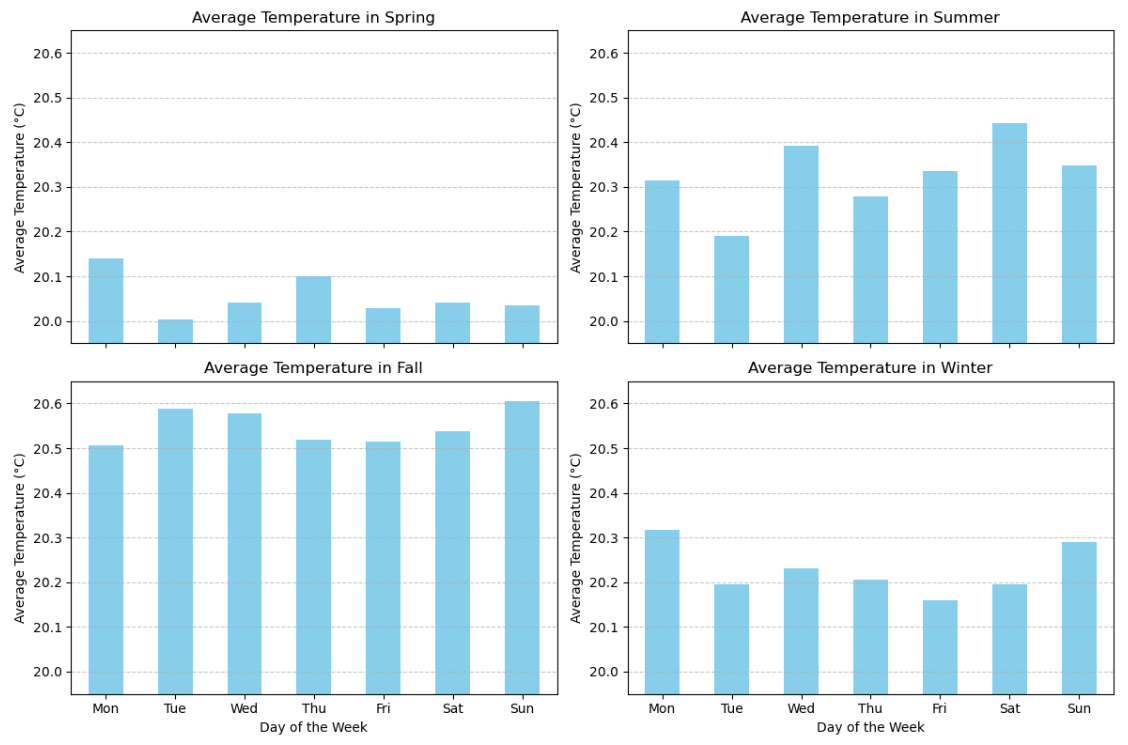 Average Temperature in Spring
Average Temperature (°C)
20.6
20.5
20.4
20.3
20.2
20.1
20.0
Average Temperature in Summer
Average Temperature (°C)
20.6
20.5
20.4
20.3
20.2
20.1
20.0
Average Temperature in Fall
Average Temperature (°C)
20.6
20.5
20.4
20.3
20.2
20.1
20.0
Mon Tue Wed Thu Fri Sat Sun
Day of the Week
Average Temperature in Winter
Average Temperature (°C)
20.6
20.5
20.4
20.3
20.2
20.1
20.0
Mon Tue Wed Thu Fri Sat Sun
Day of the Week